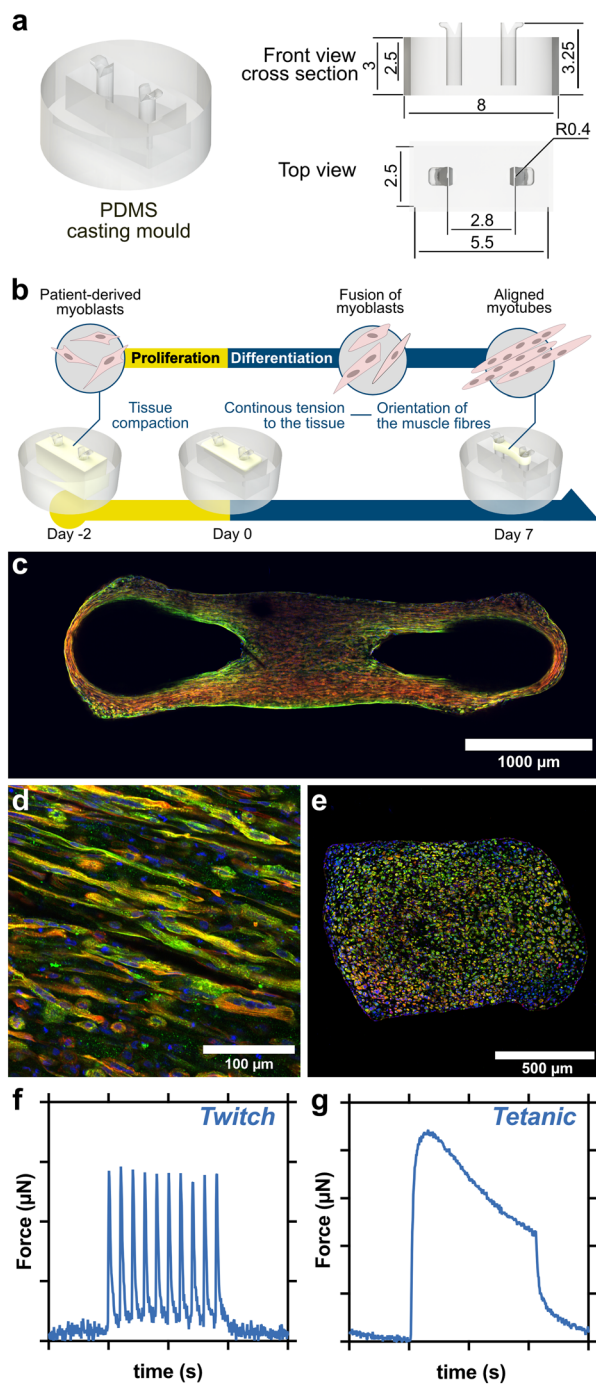 a
PDMS
casting mould
Front view
cross section
3
2.5
3.25
8
Top view
2.5
R0.4
2.8
5.5
b
Patient-derived
myoblasts
Fusion of
myoblasts
Aligned
myotubes
Proliferation
Differentiation
Tissue
compaction
Continous tension
to the tissue
Orientation of
the muscle fibres
Day -2
Day 0
Day 7
c
1000 µm
d
100 µm
e
500 µm
f
Twitch
Force (µN)
time (s)
g
Tetanic
Force (µN)
time (s)